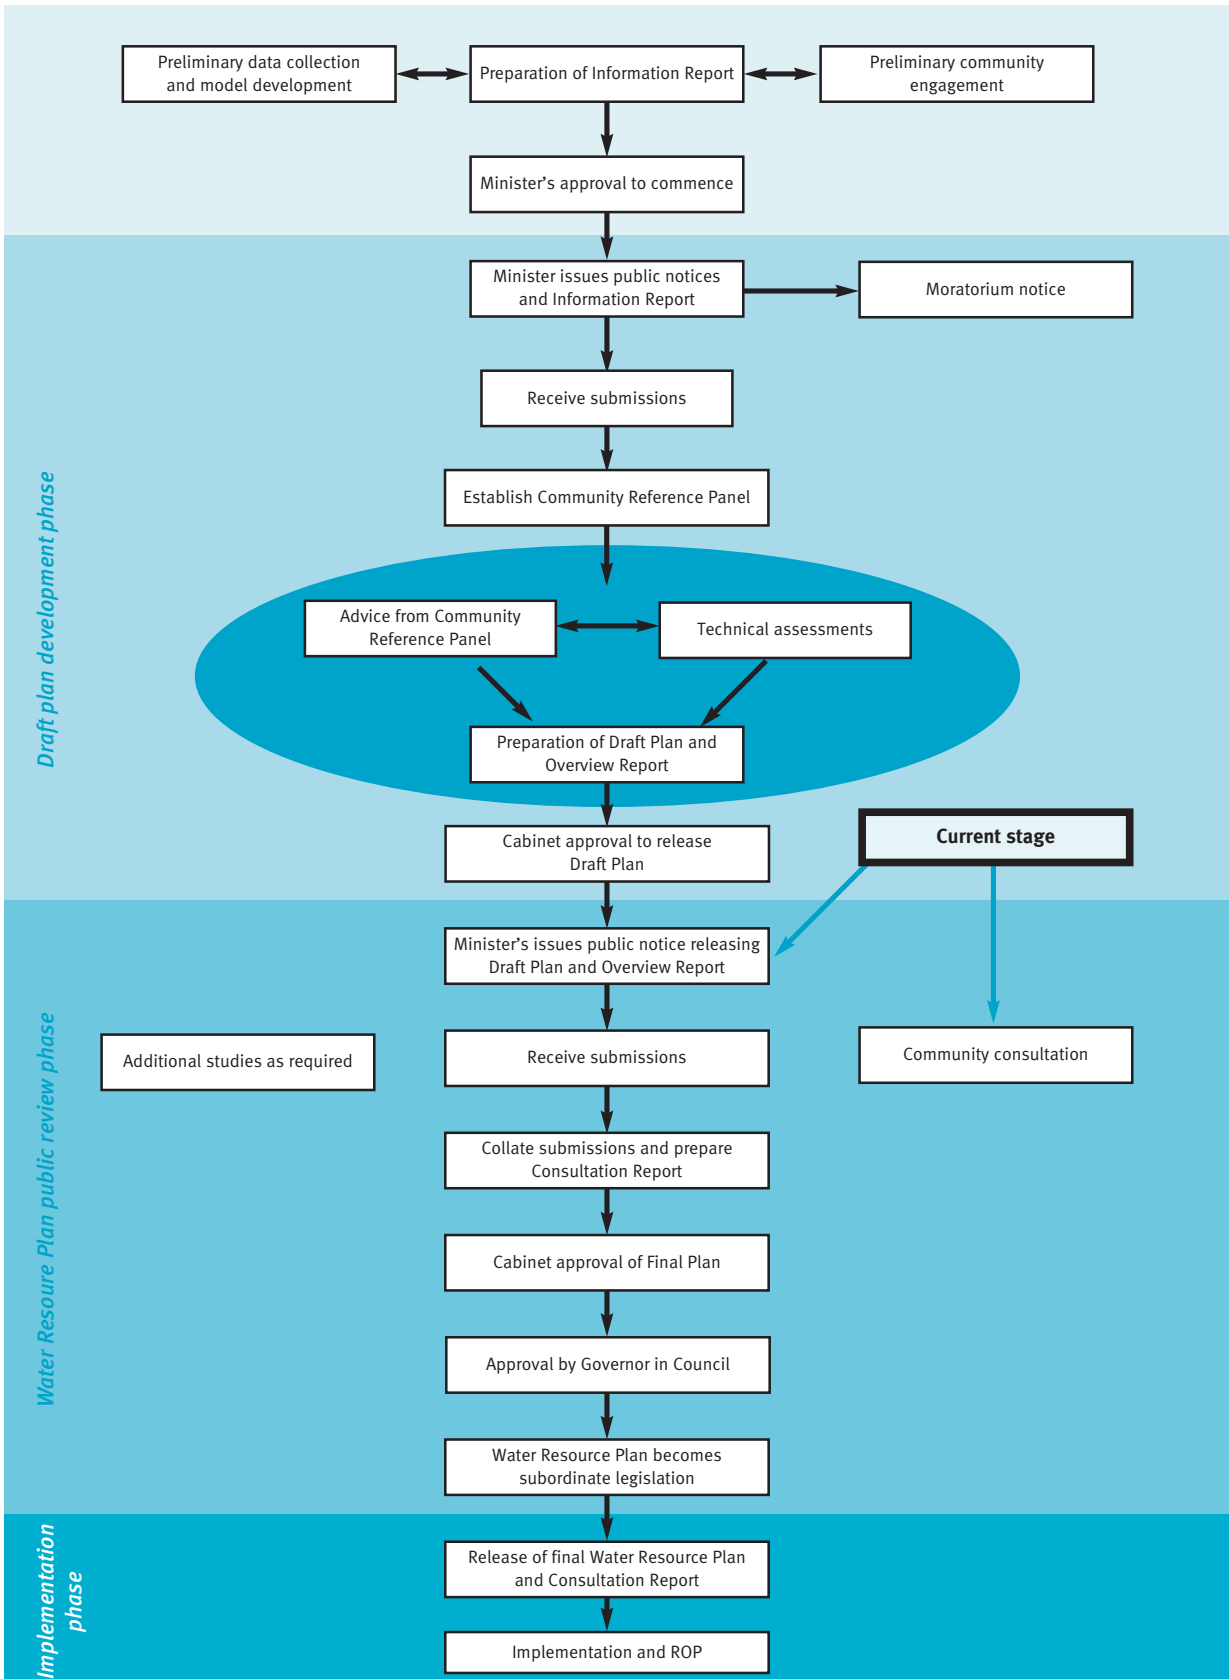 Preliminary data collection
and model development
Preparation of Information Report
Preliminary community
engagement
Minister’s approval to commence
Draft plan development phase
Minister issues public notices
and Information Report
Moratorium notice
Receive submissions
Establish Community Reference Panel
Advice from Community
Reference Panel
Technical assessments
Preparation of Draft Plan and
Overview Report
Cabinet approval to release
Draft Plan
Current stage
Water Resoure Plan public review phase
Minister’s issues public notice releasing
Draft Plan and Overview Report
Additional studies as required
Receive submissions
Community consultation
Collate submissions and prepare
Consultation Report
Cabinet approval of Final Plan
Approval by Governor in Council
Water Resource Plan becomes
subordinate legislation
Implementation
phase
Release of final Water Resource Plan
and Consultation Report
Implementation and ROP